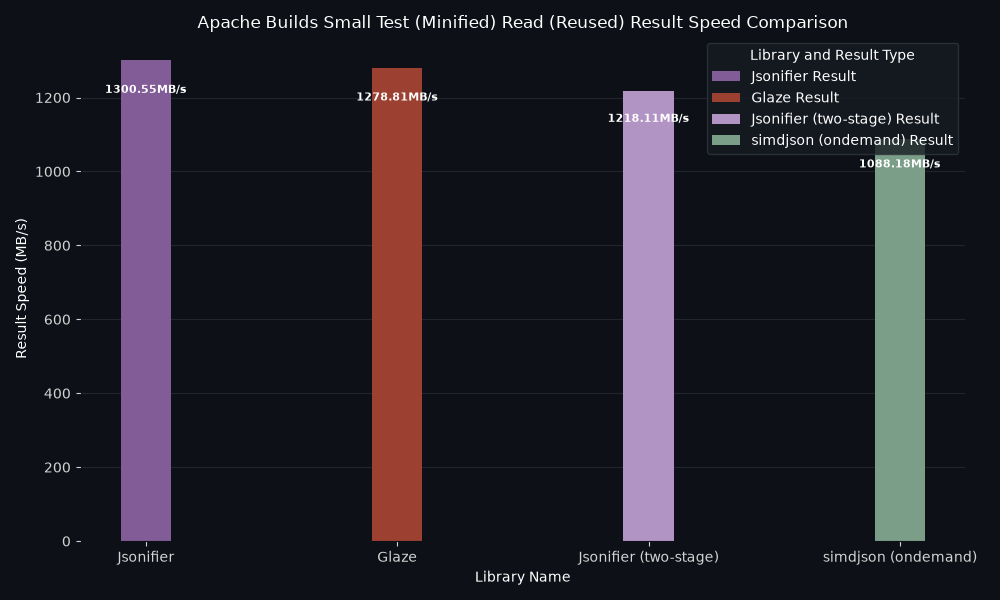 Apache Builds Small Test (Minified) Read (Reused) Result Speed Comparison
Library and Result Type
Jsonifier Result
Glaze Result
Jsonifier (two-stage) Result
simdjson (ondemand) Result
1300.55MB/s
1278.81MB/s
1218.11MB/s
1088.18MB/s
Result Speed (MB/s)
1200
1000
800
600
400
200
0
Jsonifier
Glaze
Jsonifier (two-stage)
simdjson (ondemand)
Library Name